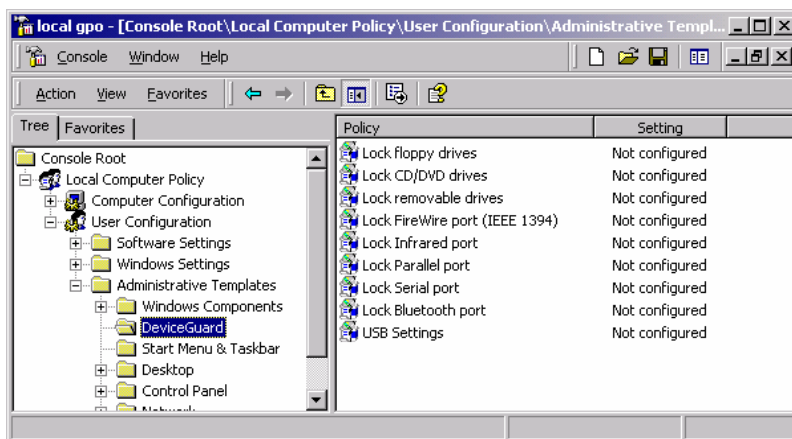 local gpo - [Console Root\Local Computer Policy\User Configuration\Administrative Templ...
Console Window Help
Action View Favorites
Tree Favorites
Console Root
Local Computer Policy
Computer Configuration
User Configuration
Software Settings
Windows Settings
Administrative Templates
Windows Components
DeviceGuard
Start Menu & Taskbar
Desktop
Control Panel
Policy Setting
Lock floppy drives Not configured
Lock CD/DVD drives Not configured
Lock removable drives Not configured
Lock FireWire port (IEEE 1394) Not configured
Lock Infrared port Not configured
Lock Parallel port Not configured
Lock Serial port Not configured
Lock Bluetooth port Not configured
USB Settings Not configured